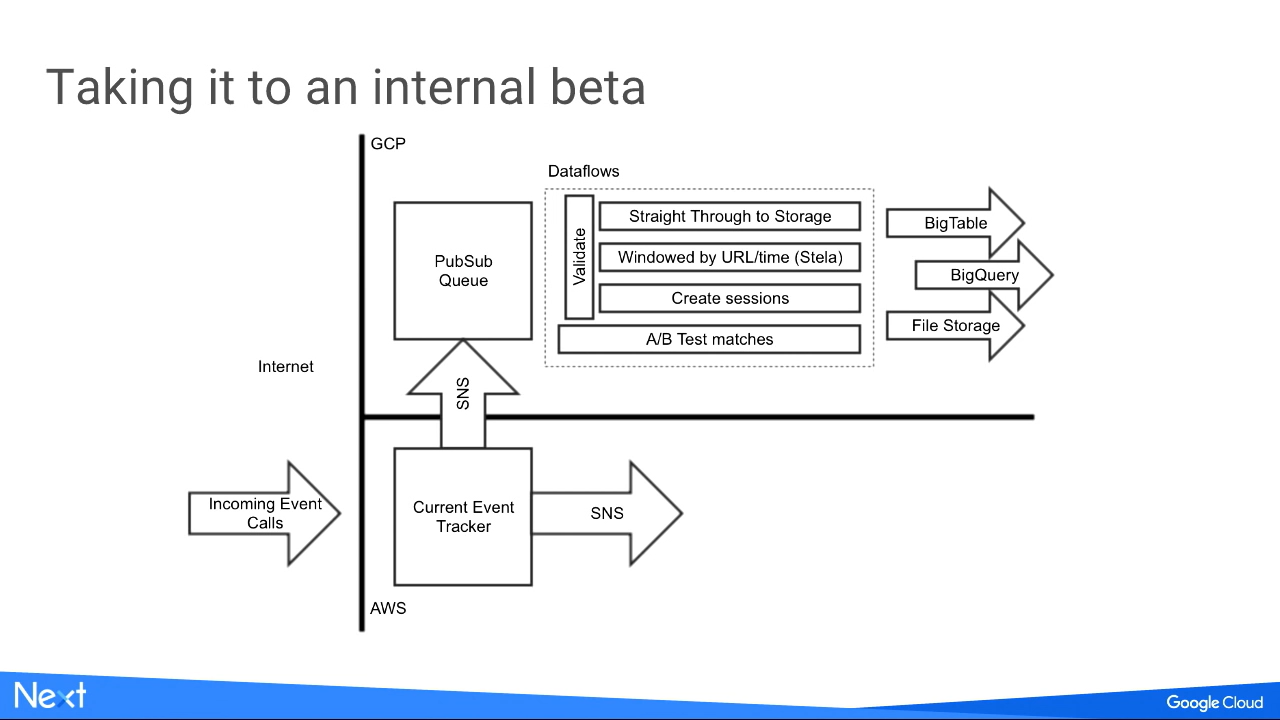 Taking it to an internal beta
GCP
Dataflows
PubSub
Queue
Validate
Straight Through to Storage
Windowed by URL/time (Stela)
Create sessions
A/B Test matches
BigTable
BigQuery
File Storage
Internet
SNS
Incoming Event
Calls
Current Event
Tracker
SNS
AWS
Next
Google Cloud